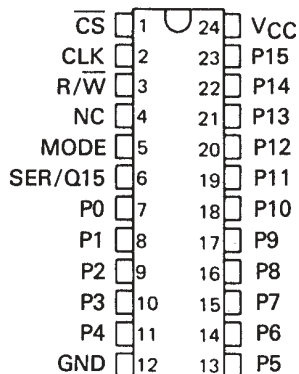 C̅S̅ 1 24 VCC
CLK 2 23 P15
R/W̅ 3 22 P14
NC 4 21 P13
MODE 5 20 P12
SER/Q15 6 19 P11
P0 7 18 P10
P1 8 17 P9
P2 9 16 P8
P3 10 15 P7
P4 11 14 P6
GND 12 13 P5